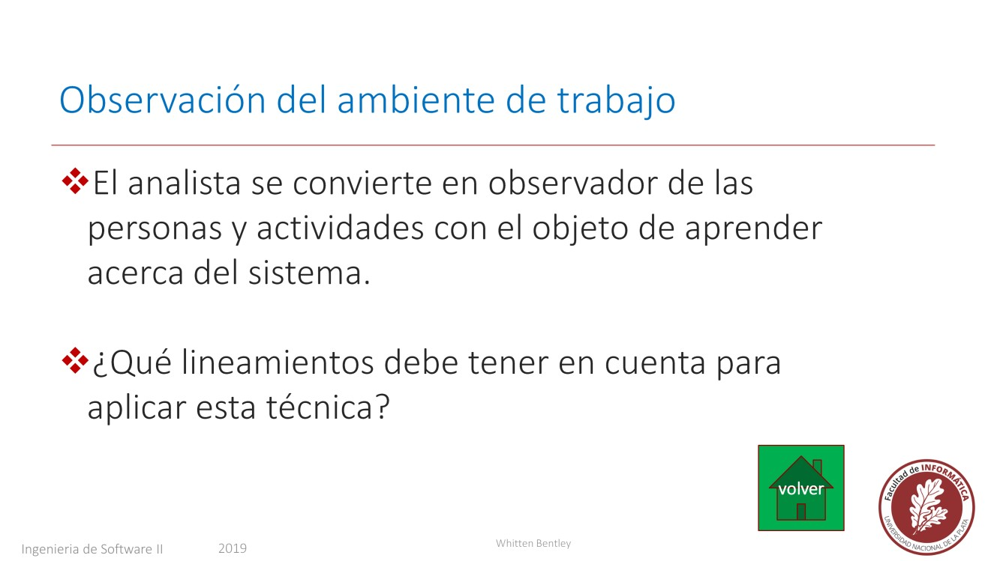 Observación del ambiente de trabajo
❖El analista se convierte en observador de las
personas y actividades con el objeto de aprender
acerca del sistema.
❖¿Qué lineamientos debe tener en cuenta para
aplicar esta técnica?
volver
Facultad de INFORMÁTICA
UNIVERSIDAD NACIONAL DE LA PLATA
Ingenieria de Software II
2019
Whitten Bentley